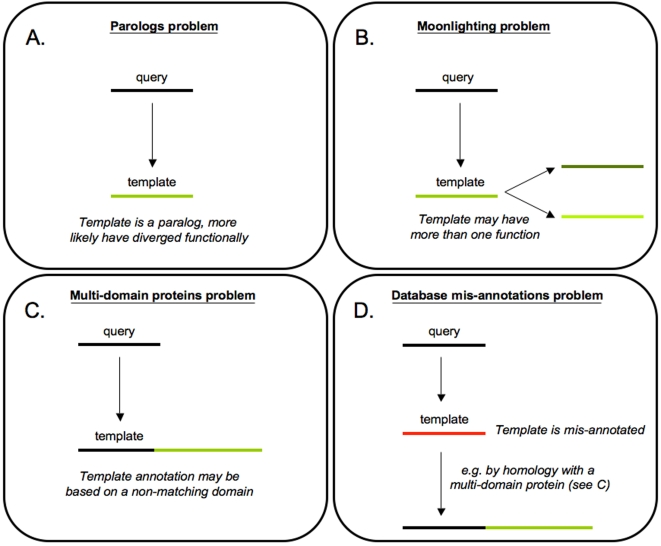 A.
Parologs problem
query
template
Template is a paralog, more
likely have diverged functionally
B.
Moonlighting problem
query
template
Template may have
more than one function
C.
Multi-domain proteins problem
query
template
Template annotation may be
based on a non-matching domain
D.
Database mis-annotations problem
query
template
Template is mis-annotated
e.g. by homology with a
multi-domain protein (see C)